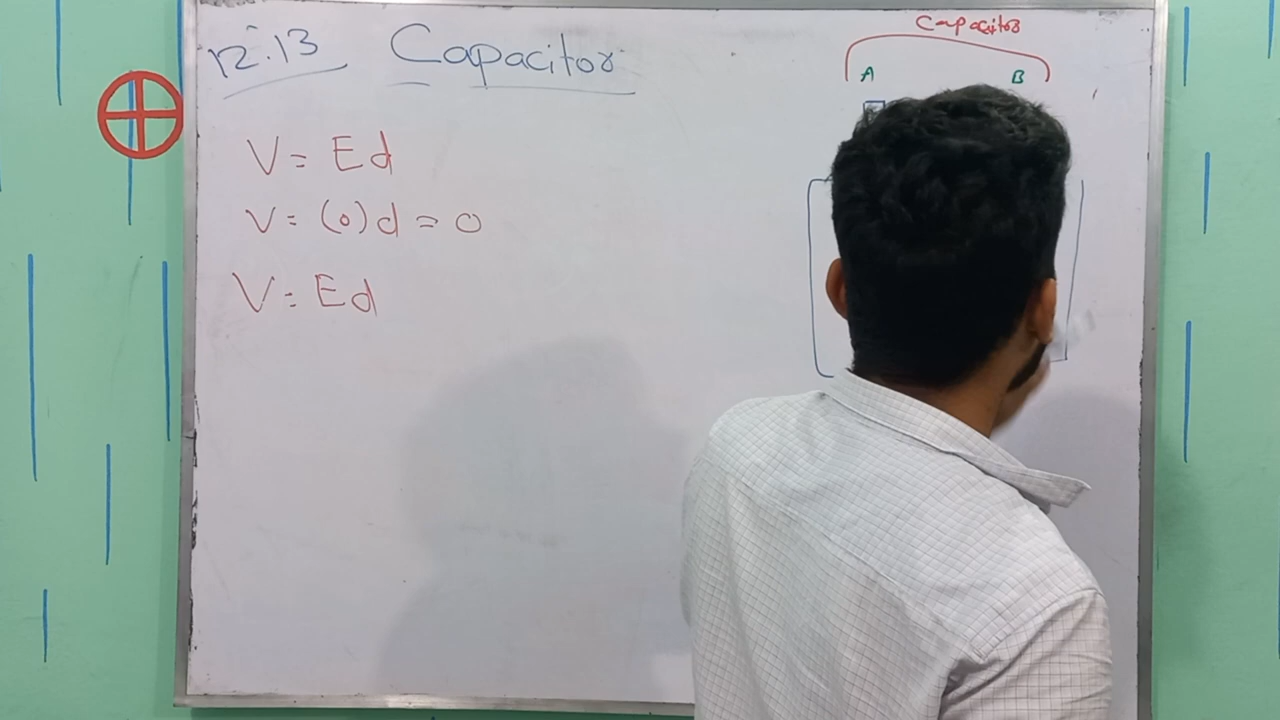 12.13 Capacitor
V = Ed
V = (0)d = 0
V = Ed
Capacitor
A B